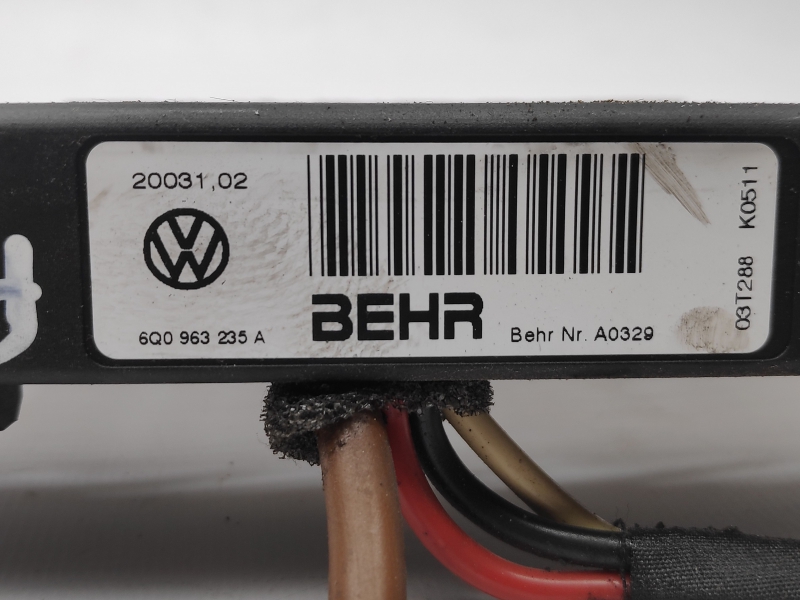 20031,02
6Q0 963 235 A
BEHR
Behr Nr. A0329
03T288 K0511